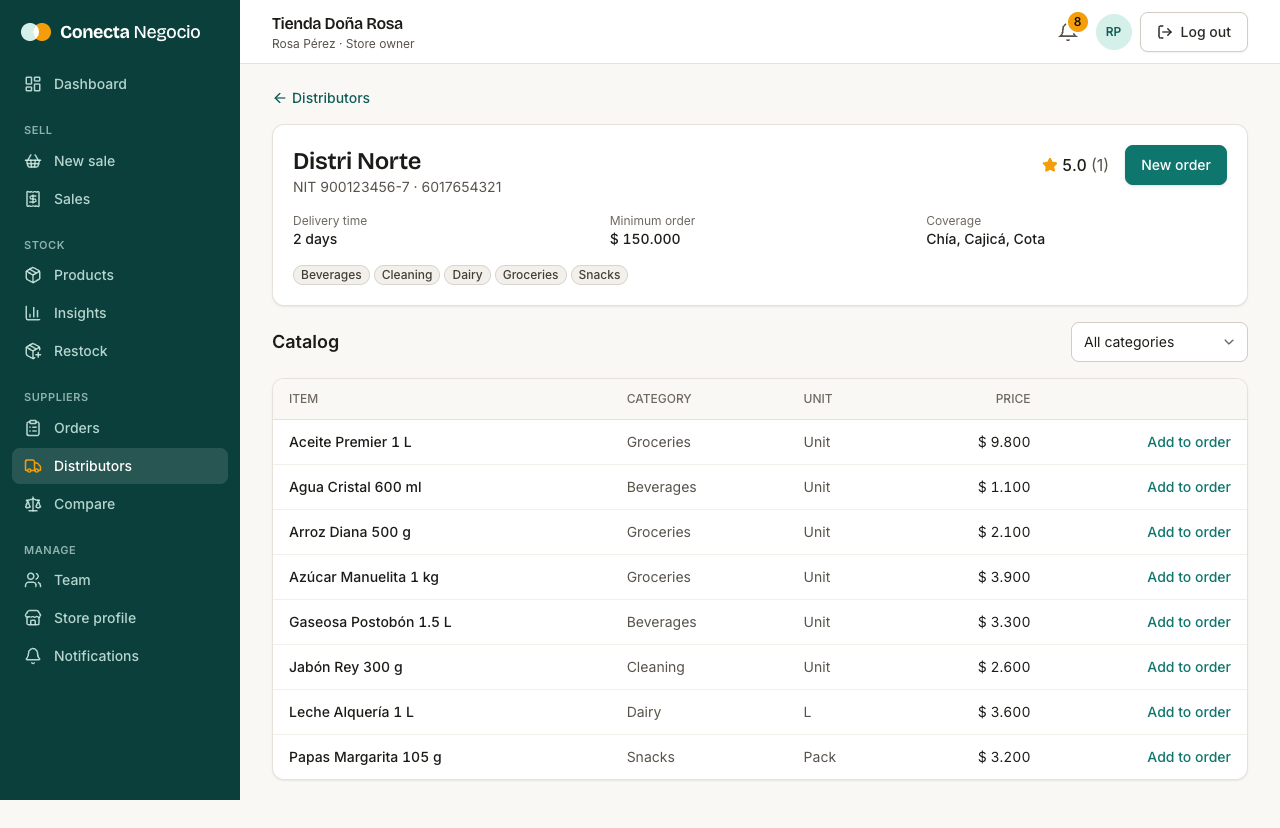 Conecta Negocio
Dashboard
SELL
New sale
Sales
STOCK
Products
Insights
Restock
SUPPLIERS
Orders
Distributors
Compare
MANAGE
Team
Store profile
Notifications
Tienda Doña Rosa
Rosa Pérez · Store owner
8
RP
Log out
Distributors
Distri Norte
NIT 900123456-7 · 6017654321
5.0 (1)
New order
Delivery time
2 days
Minimum order
$ 150.000
Coverage
Chía, Cajicá, Cota
Beverages Cleaning Dairy Groceries Snacks
Catalog
All categories
ITEM CATEGORY UNIT PRICE
Aceite Premier 1 L Groceries Unit $ 9.800 Add to order
Agua Cristal 600 ml Beverages Unit $ 1.100 Add to order
Arroz Diana 500 g Groceries Unit $ 2.100 Add to order
Azúcar Manuelita 1 kg Groceries Unit $ 3.900 Add to order
Gaseosa Postobón 1.5 L Beverages Unit $ 3.300 Add to order
Jabón Rey 300 g Cleaning Unit $ 2.600 Add to order
Leche Alquería 1 L Dairy L $ 3.600 Add to order
Papas Margarita 105 g Snacks Pack $ 3.200 Add to order